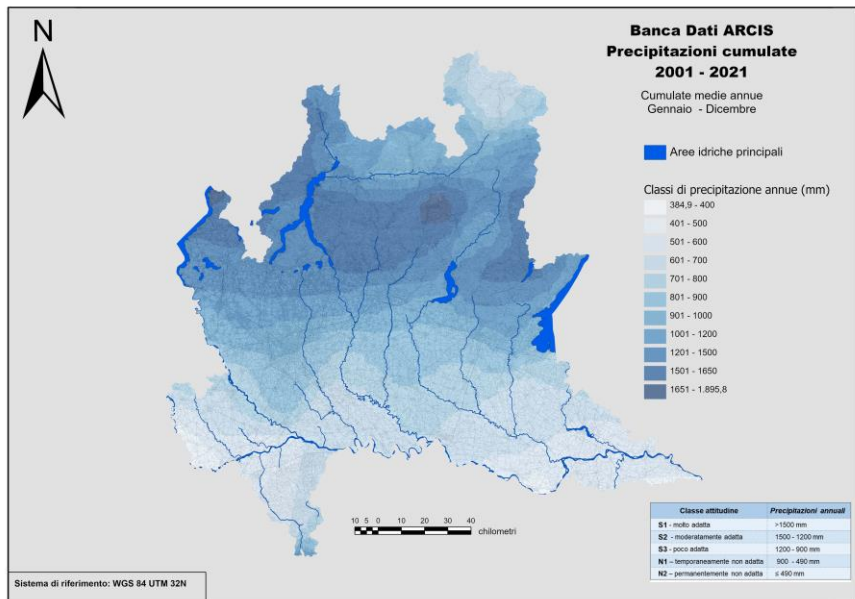 N
Banca Dati ARCIS
Precipitazioni cumulate
2001 - 2021
Cumulate medie annue
Gennaio - Dicembre
Aree idriche principali
Classi di precipitazione annue (mm)
384,9 - 400
401 - 500
501 - 600
601 - 700
701 - 800
801 - 900
901 - 1000
1001 - 1200
1201 - 1500
1501 - 1650
1651 - 1.895,8
10 5 0 10 20 30 40
chilometri
Classe attitudine Precipitazioni annuali
S1 - molto adatta >1500 mm
S2 - moderatamente adatta 1500 - 1200 mm
S3 - poco adatta 1200 - 900 mm
N1 – temporaneamente non adatta 900 - 490 mm
N2 – permanentemente non adatta ≤ 490 mm
Sistema di riferimento: WGS 84 UTM 32N